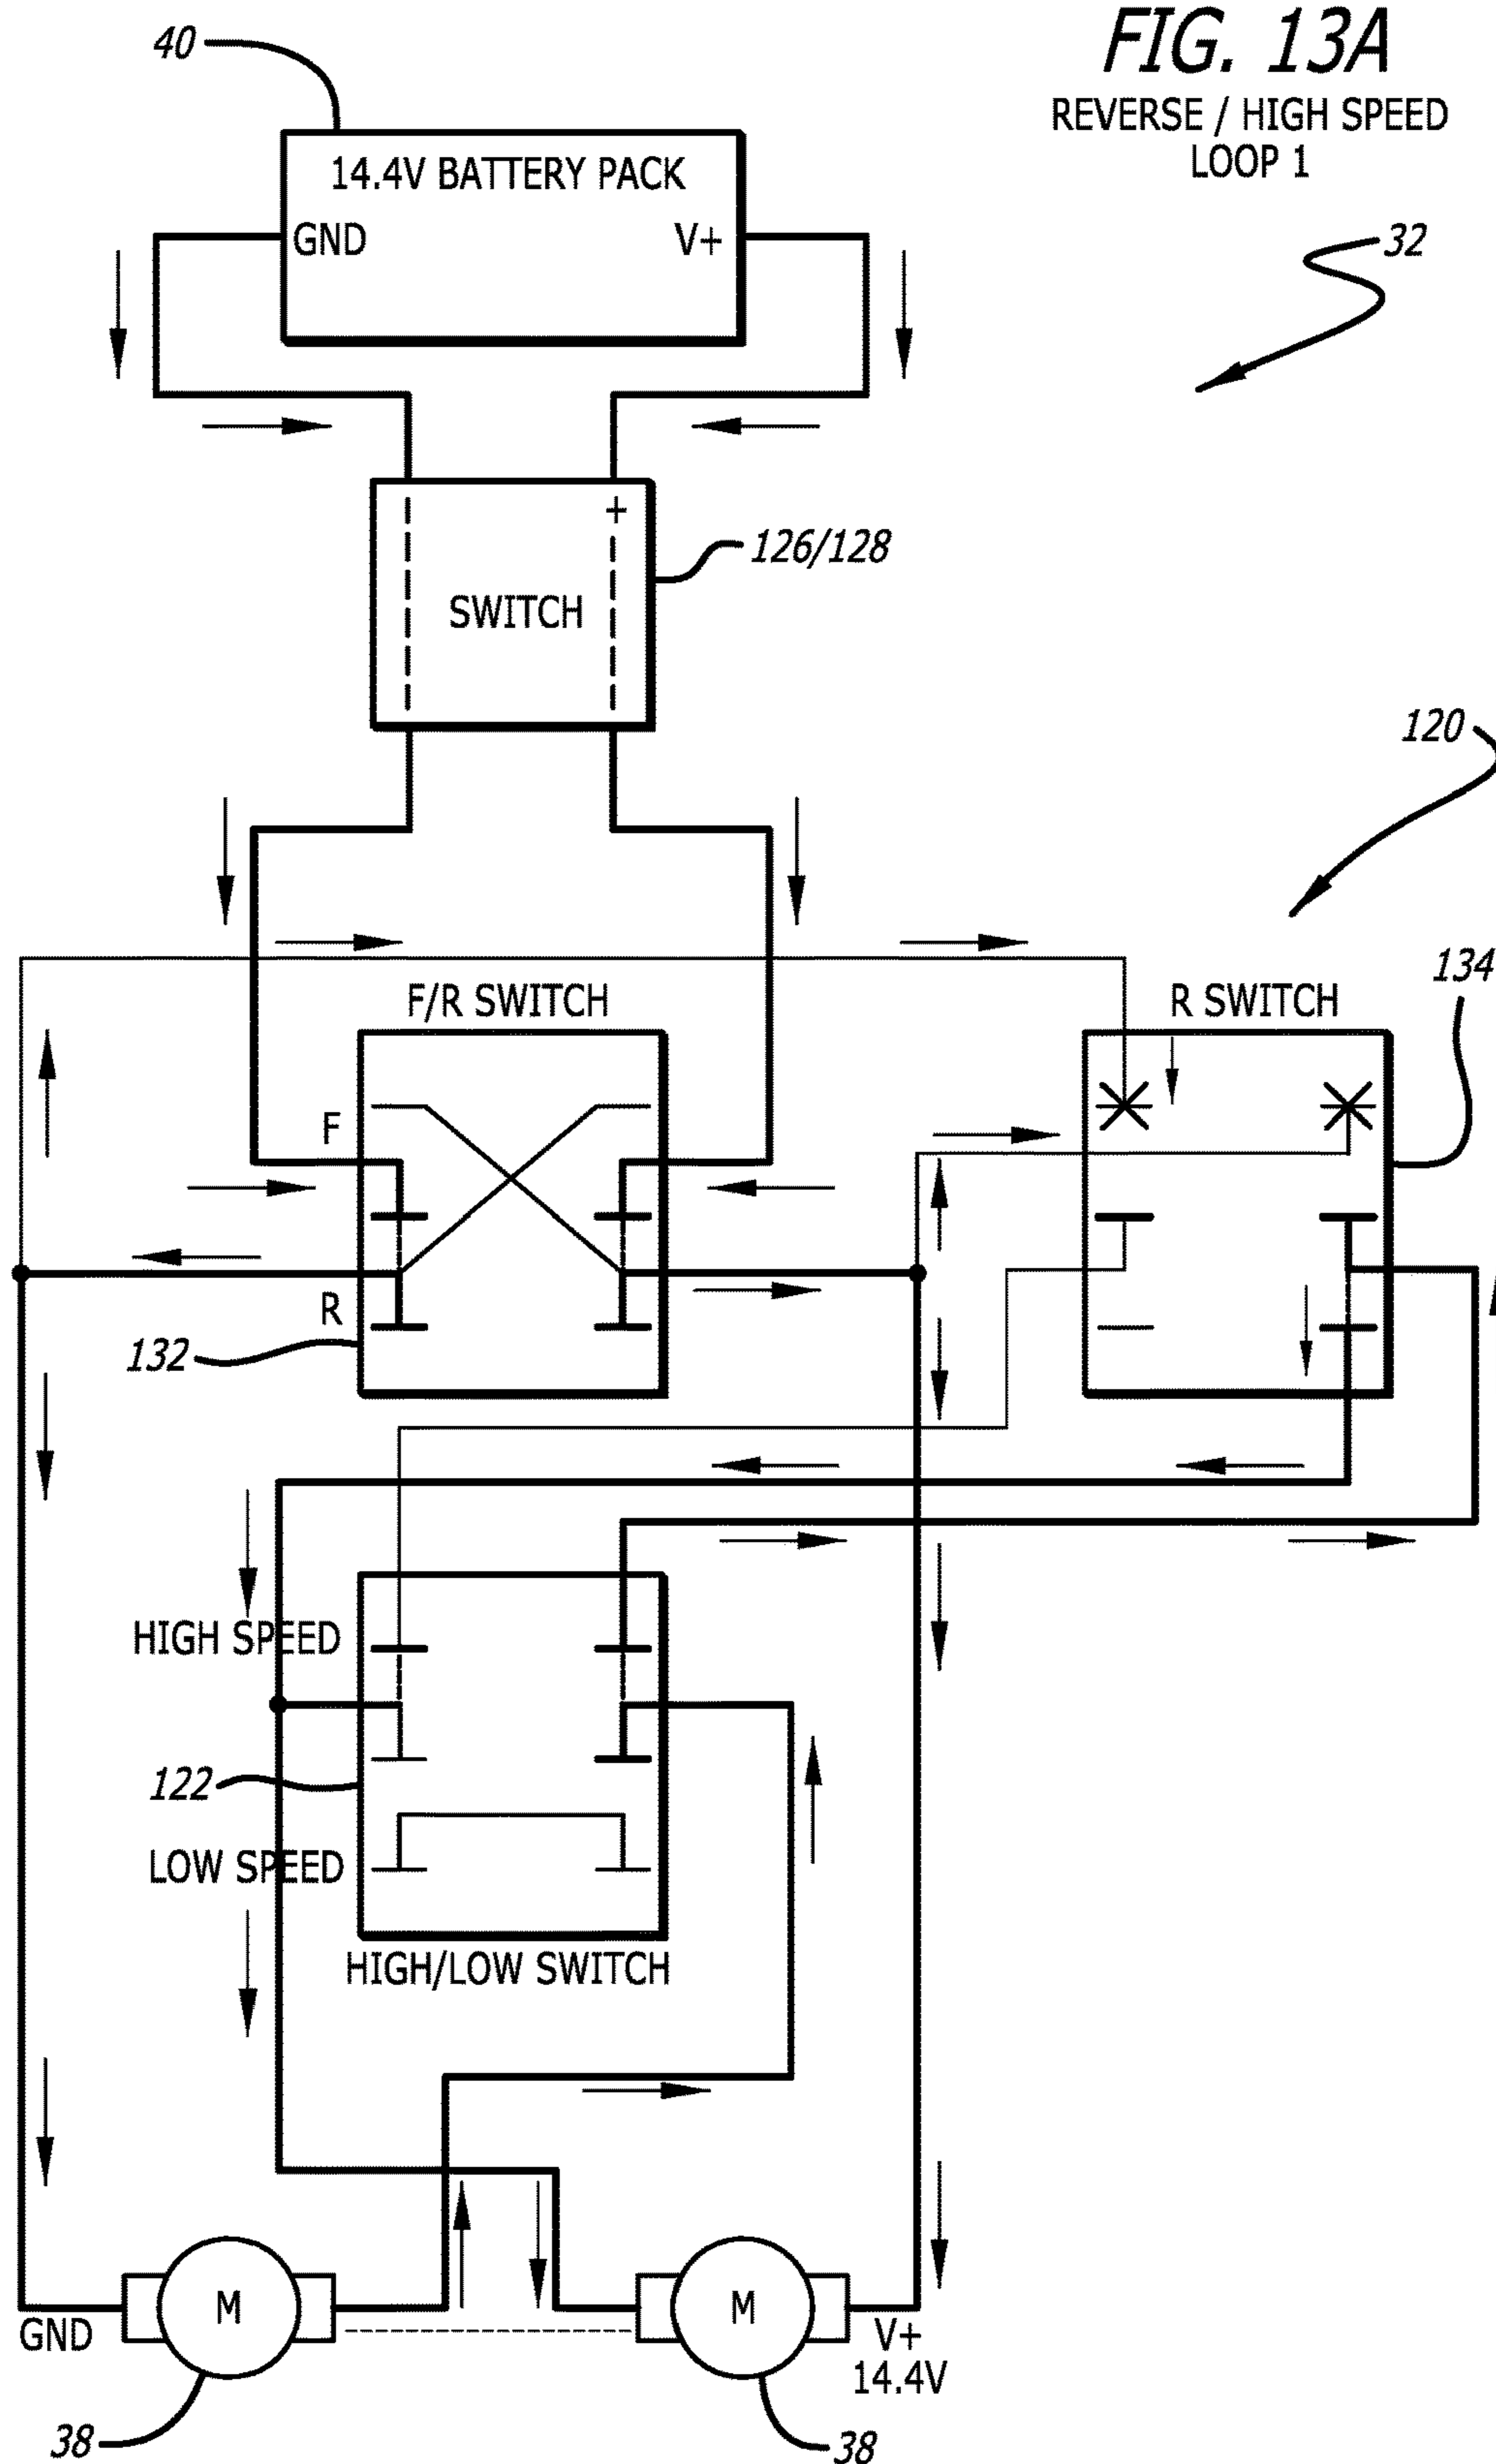 FIG. 13A
REVERSE / HIGH SPEED
LOOP 1
40
14.4V BATTERY PACK
GND V+
32
+
126/128
SWITCH
120
134
F/R SWITCH
R SWITCH
F
R
132
HIGH SPEED
122
LOW SPEED
HIGH/LOW SWITCH
M M
GND
V+
14.4V
38 38